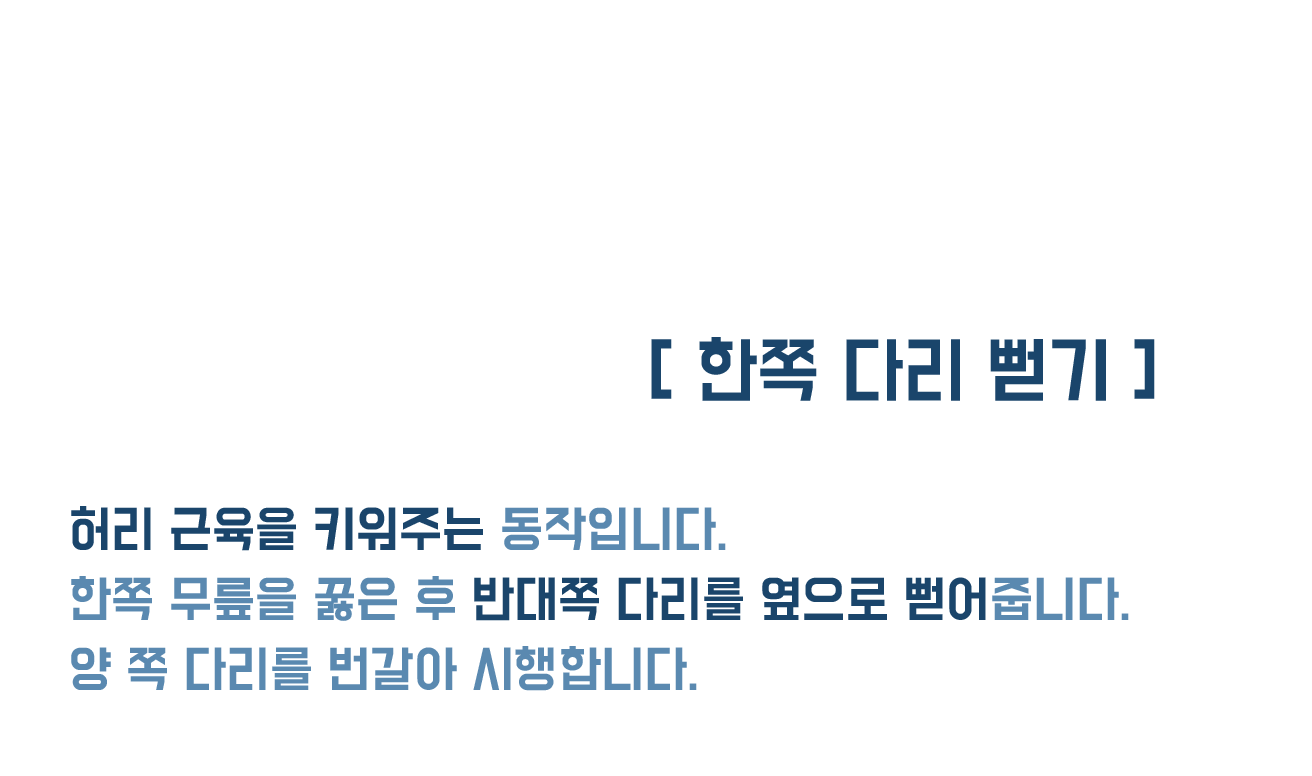 [ 한쪽 다리 뻗기 ]
허리 근육을 키워주는 동작입니다.
한쪽 무릎을 꿇은 후 반대쪽 다리를 옆으로 뻗어줍니다.
양 쪽 다리를 번갈아 시행합니다.